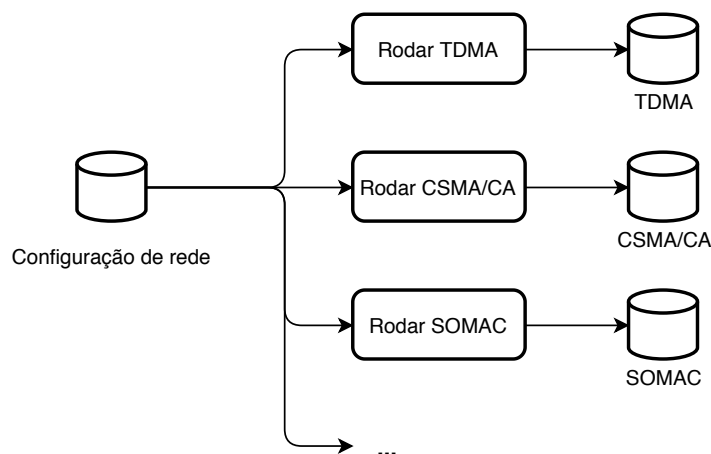 Rodar TDMA
TDMA
Rodar CSMA/CA
CSMA/CA
Configuração de rede
Rodar SOMAC
SOMAC
...